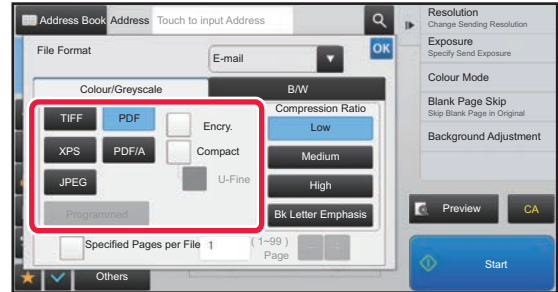 Address Book Address Touch to input Address
File Format
E-mail
OK
Colour/Greyscale
B/W
TIFF PDF Encry.
XPS PDF/A Compact
JPEG U-Fine
Programmed
Compression Ratio
Low
Medium
High
Bk Letter Emphasis
Specified Pages per File 1 (1~99)
Page
Others
Resolution
Change Sending Resolution
Exposure
Specify Send Exposure
Colour Mode
Blank Page Skip
Skip Blank Page in Original
Background Adjustment
Preview CA
Start